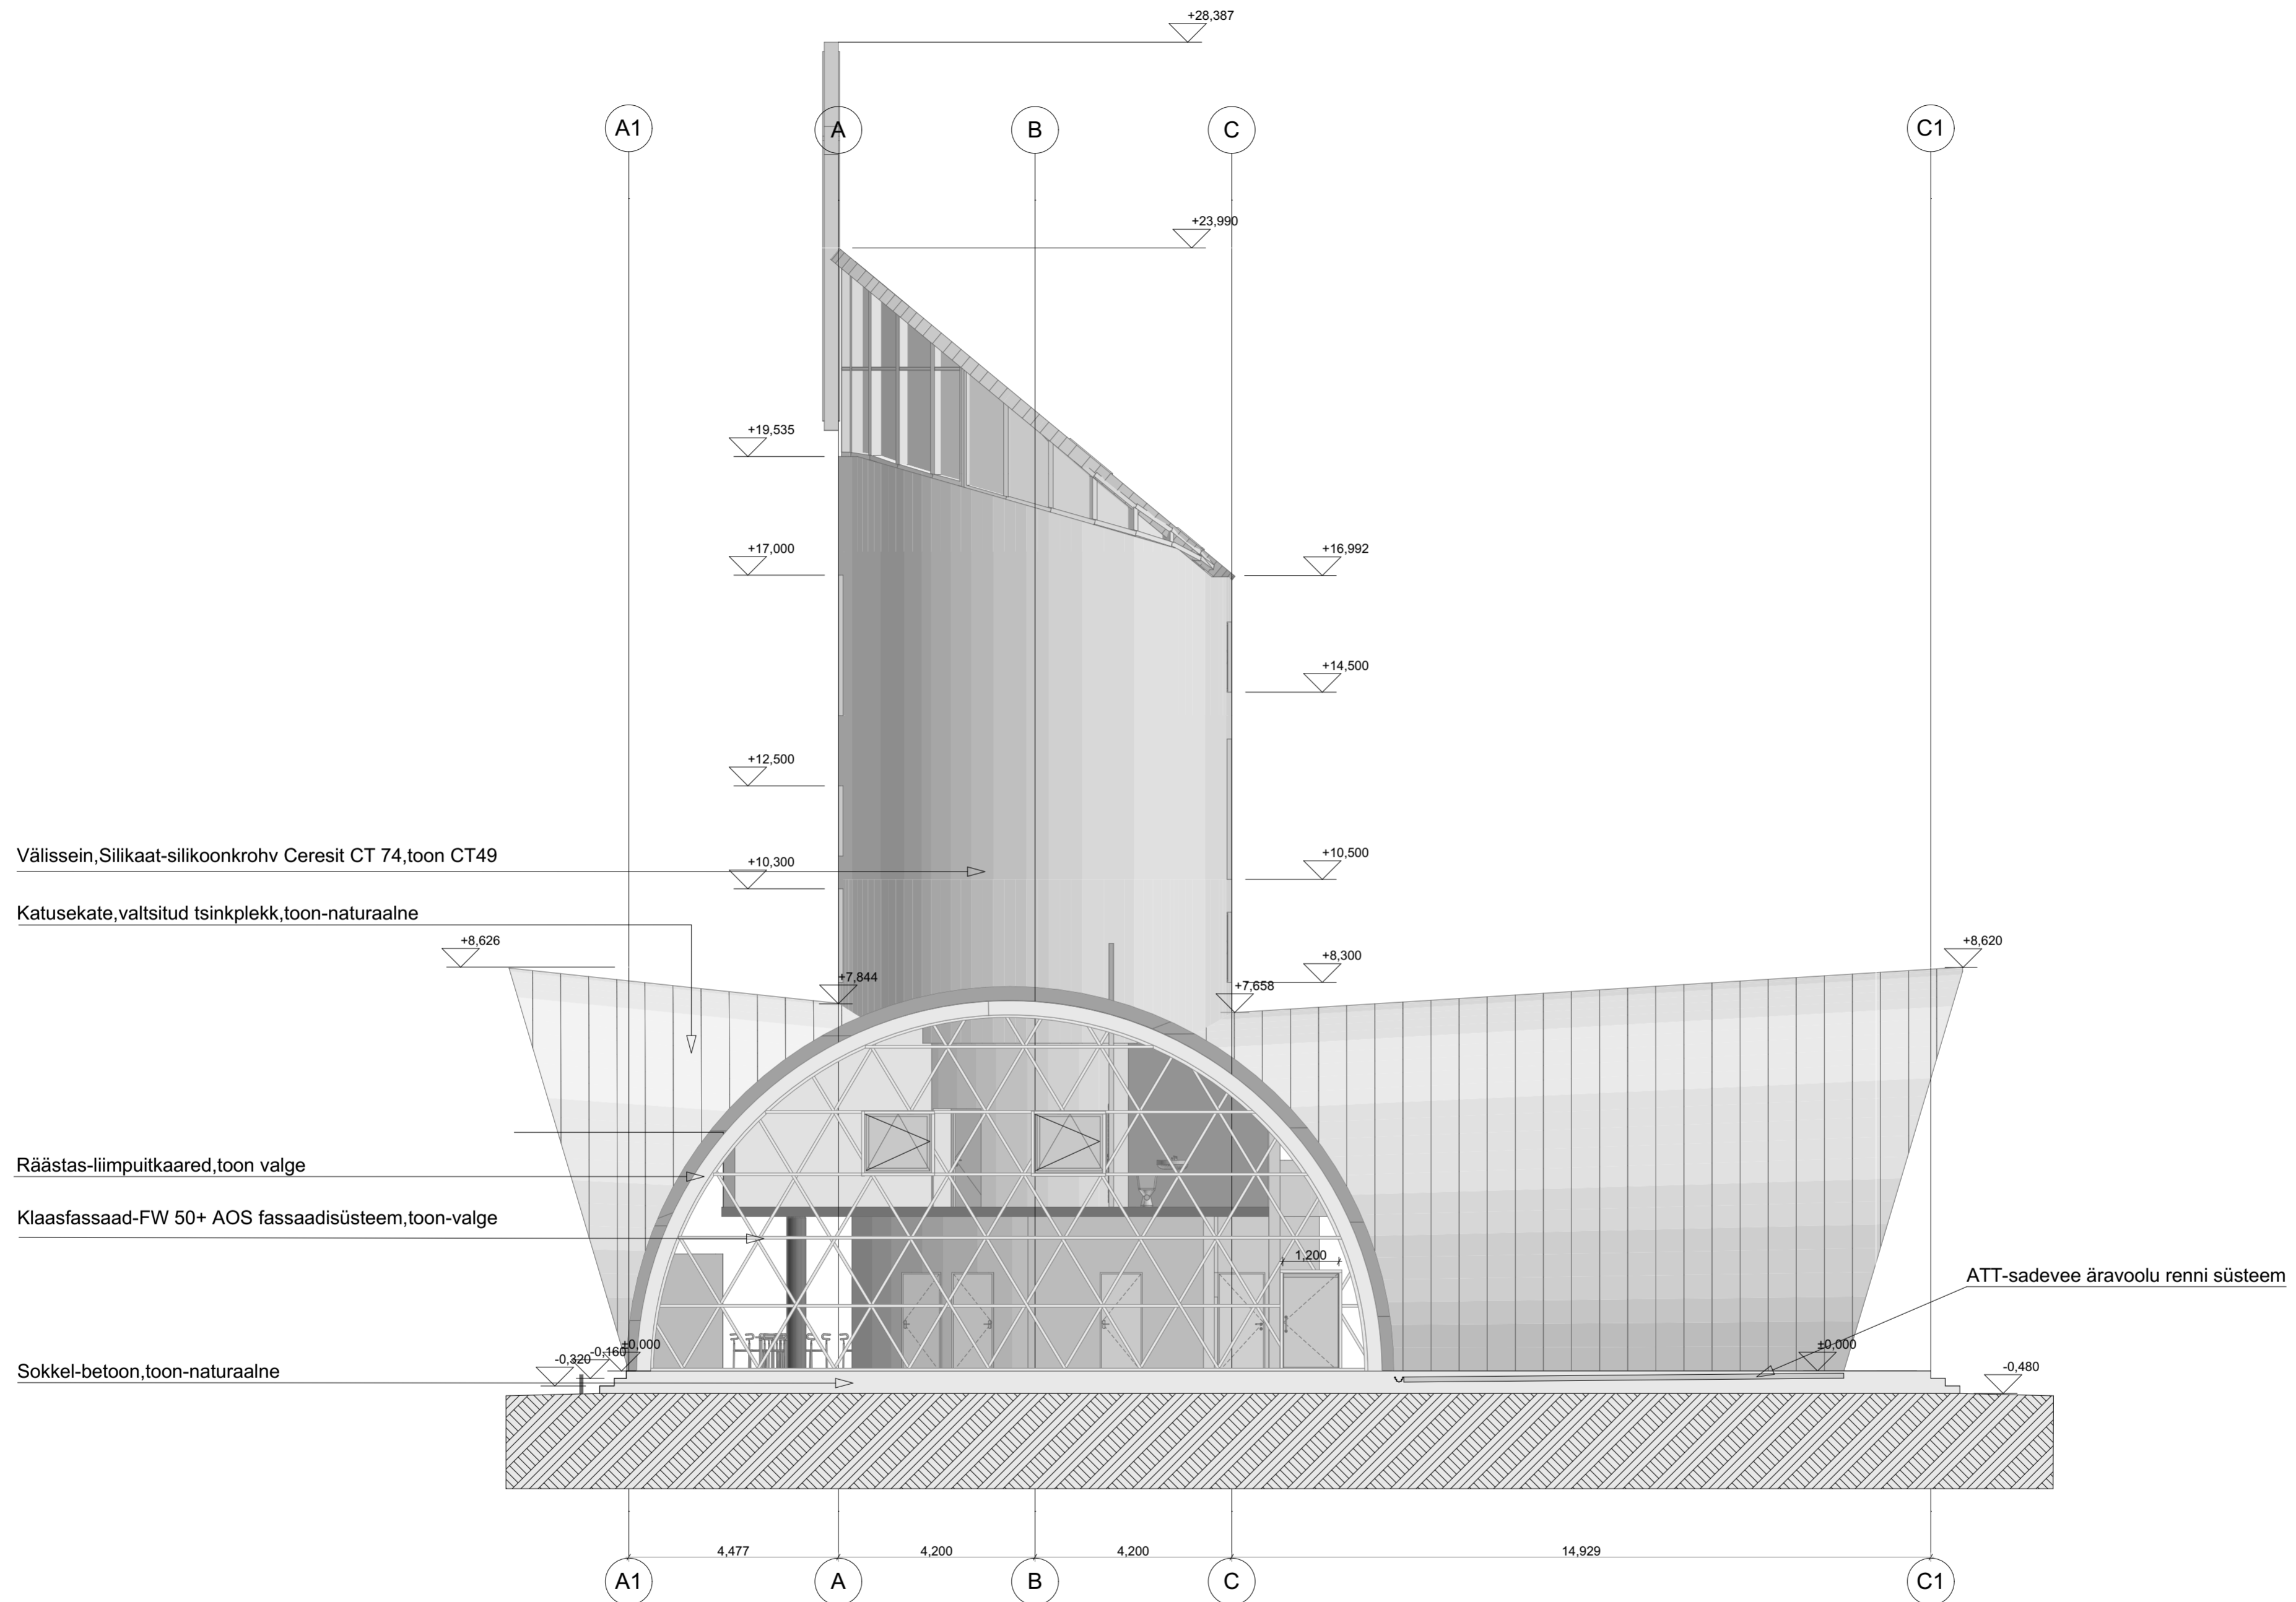 +28,387
A1
A
B
C
C1
+23,990
+19,535
+17,000
+16,992
+14,500
+12,500
Välissein,Silikaat-silikoonkrohv Ceresit CT 74,toon CT49
+10,300
+10,500
Katusekate,valtsitud tsinkplekk,toon-naturaalne
+8,626
+8,620
+8,300
+7,844
+7,658
Räästas-liimpuitkaared,toon valge
Klaasfassaad-FW 50+ AOS fassaadisüsteem,toon-valge
1,200
ATT-sadevee äravoolu renni süsteem
±0,000
-0,160
-0,320
±0,000
-0,480
Sokkel-betoon,toon-naturaalne
4,477
4,200
4,200
14,929
A1
A
B
C
C1